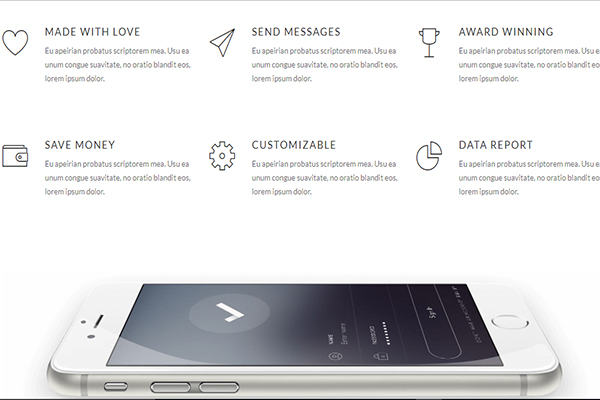 MADE WITH LOVE
Eu apeirian probatus scriptorem mea. Usu ea
unum congue suavitate, no oratio blandit eos,
lorem ipsum dolor.
SEND MESSAGES
Eu apeirian probatus scriptorem mea. Usu ea
unum congue suavitate, no oratio blandit eos,
lorem ipsum dolor.
AWARD WINNING
Eu apeirian probatus scriptorem mea. Usu ea
unum congue suavitate, no oratio blandit eos,
lorem ipsum dolor.
SAVE MONEY
Eu apeirian probatus scriptorem mea. Usu ea
unum congue suavitate, no oratio blandit eos,
lorem ipsum dolor.
CUSTOMIZABLE
Eu apeirian probatus scriptorem mea. Usu ea
unum congue suavitate, no oratio blandit eos,
lorem ipsum dolor.
DATA REPORT
Eu apeirian probatus scriptorem mea. Usu ea
unum congue suavitate, no oratio blandit eos,
lorem ipsum dolor.
NAME
Enter name
PASSWORD
Sign In